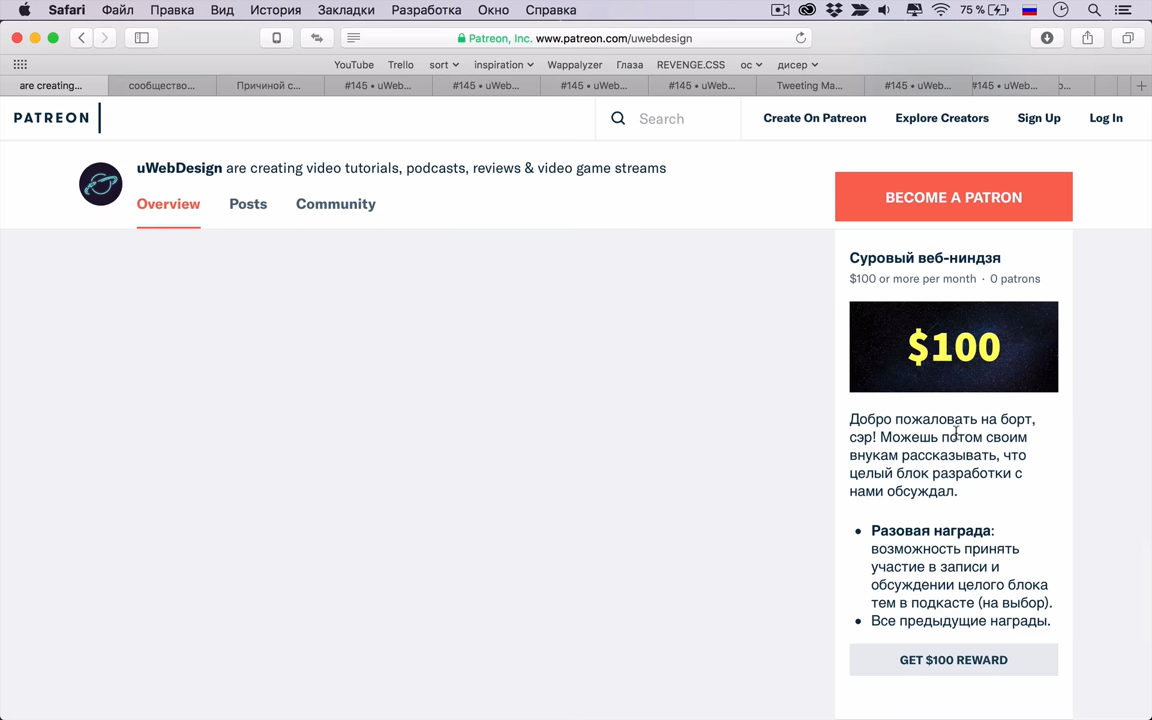 Safari Файл Правка Вид История Закладки Разработка Окно Справка 75 %
Patreon, Inc. www.patreon.com/uwebdesign
YouTube Trello sort inspiration Wappalyzer Глаза REVENGE.CSS ос дисер
are creating... сообщество... Причиной с... #145 • uWeb... #145 • uWeb... #145 • uWeb... #145 • uWeb... Tweeting Ma... #145 • uWeb... #145 • uWeb...
PATREON Search Create On Patreon Explore Creators Sign Up Log In
uWebDesign are creating video tutorials, podcasts, reviews & video game streams
Overview Posts Community
BECOME A PATRON
Суровый веб-ниндзя
$100 or more per month · 0 patrons
$100
Добро пожаловать на борт,
сэр! Можешь потом своим
внукам рассказывать, что
целый блок разработки с
нами обсуждал.
• Разовая награда:
возможность принять
участие в записи и
обсуждении целого блока
тем в подкасте (на выбор).
• Все предыдущие награды.
GET $100 REWARD